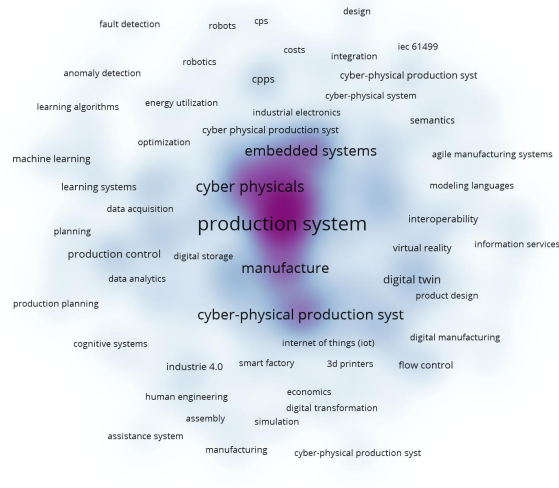 design
fault detection
robots
cps
costs
iec 61499
robotics
integration
anomaly detection
cpps
cyber-physical production syst
cyber-physical system
learning algorithms
energy utilization
industrial electronics
semantics
cyber physical production syst
optimization
embedded systems
machine learning
agile manufacturing systems
learning systems
cyber physicals
modeling languages
data acquisition
production system
interoperability
planning
virtual reality
information services
production control
digital storage
manufacture
data analytics
digital twin
product design
production planning
cyber-physical production syst
digital manufacturing
cognitive systems
internet of things (iot)
industrie 4.0
smart factory
3d printers
flow control
human engineering
economics
digital transformation
assembly
simulation
assistance system
manufacturing
cyber-physical production syst